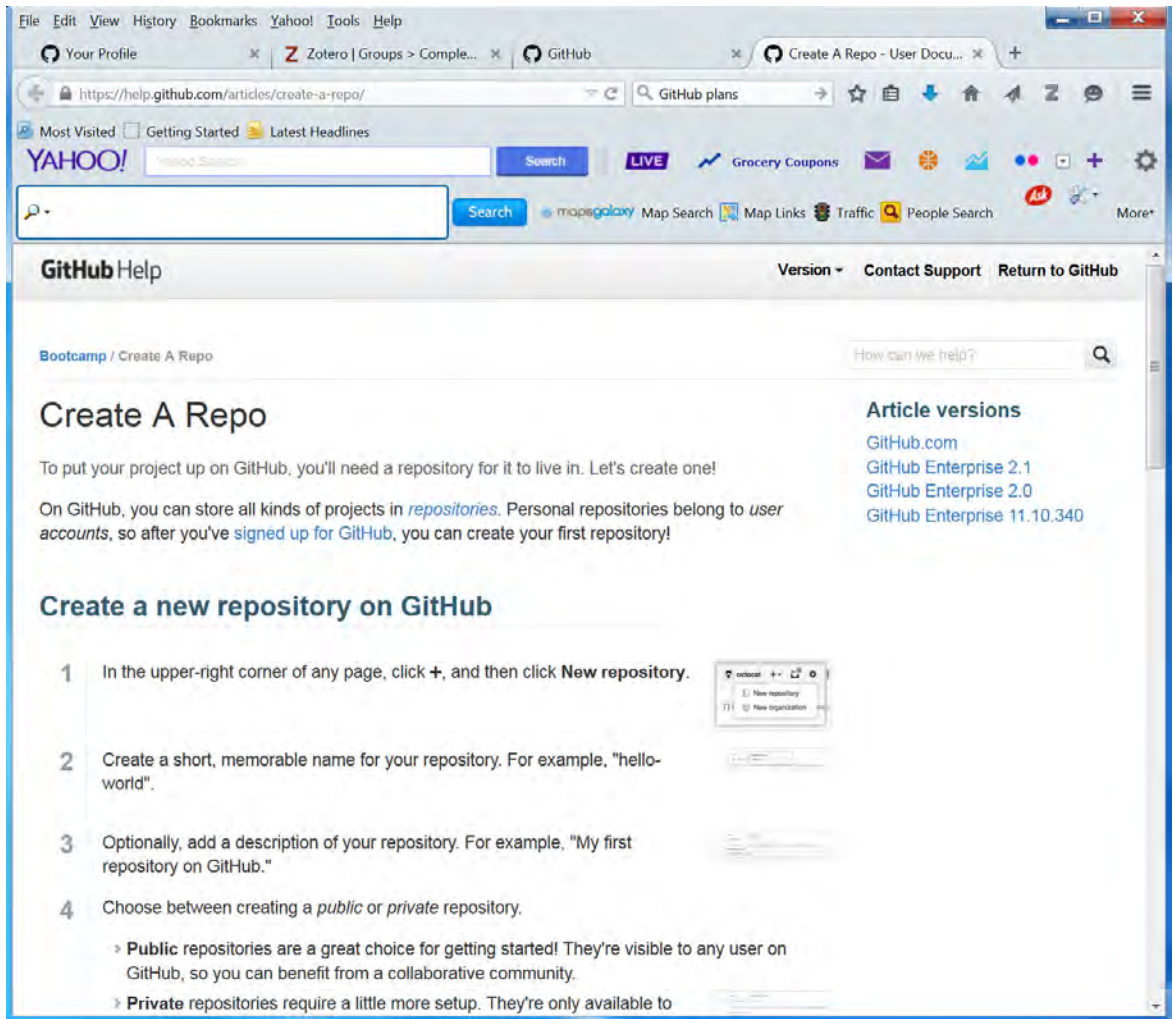 File Edit View History Bookmarks Yahoo! Tools Help
Your Profile Zotero | Groups > Comple... GitHub Create A Repo - User Docu... +
https://help.github.com/articles/create-a-repo/ GitHub plans
Most Visited Getting Started Latest Headlines
YAHOO! Yahoo Search Search LIVE Grocery Coupons
Search mapsgalaxy Map Search Map Links Traffic People Search Ask More
GitHub Help Version Contact Support Return to GitHub
Bootcamp / Create A Repo How can we help?
Create A Repo
To put your project up on GitHub, you'll need a repository for it to live in. Let's create one!
On GitHub, you can store all kinds of projects in repositories. Personal repositories belong to user
accounts, so after you've signed up for GitHub, you can create your first repository!
Article versions
GitHub.com
GitHub Enterprise 2.1
GitHub Enterprise 2.0
GitHub Enterprise 11.10.340
Create a new repository on GitHub
1 In the upper-right corner of any page, click +, and then click New repository.
octocat
New repository
New organization
2 Create a short, memorable name for your repository. For example, "hello-
world".
3 Optionally, add a description of your repository. For example, "My first
repository on GitHub."
4 Choose between creating a public or private repository.
Public repositories are a great choice for getting started! They're visible to any user on
GitHub, so you can benefit from a collaborative community.
Private repositories require a little more setup. They're only available to